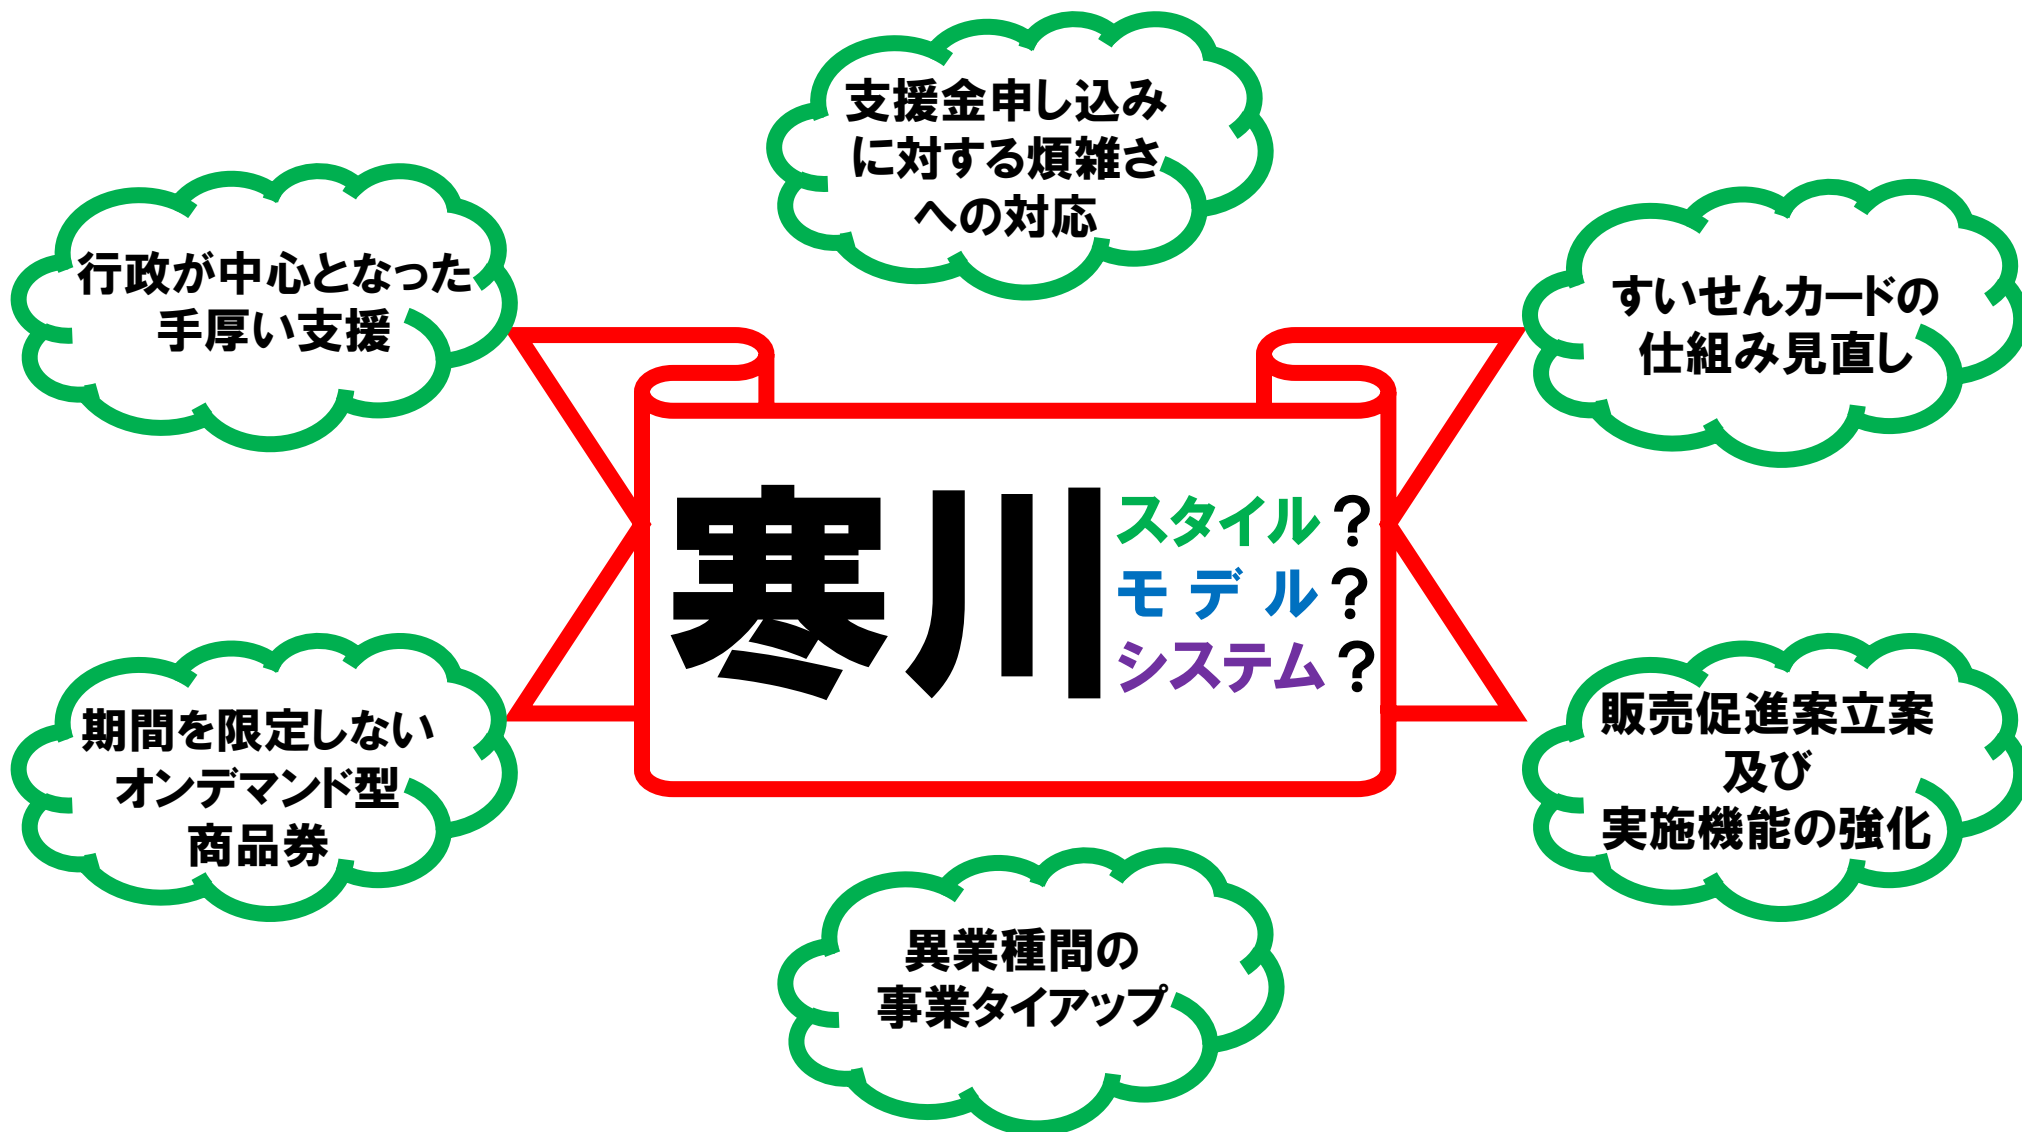 支援金申し込み
に対する煩雑さ
への対応
行政が中心となった
手厚い支援
すいせんカードの
仕組み見直し
寒川
スタイル？
モデル？
システム？
期間を限定しない
オンデマンド型
商品券
販売促進案立案
及び
実施機能の強化
異業種間の
事業タイアップ